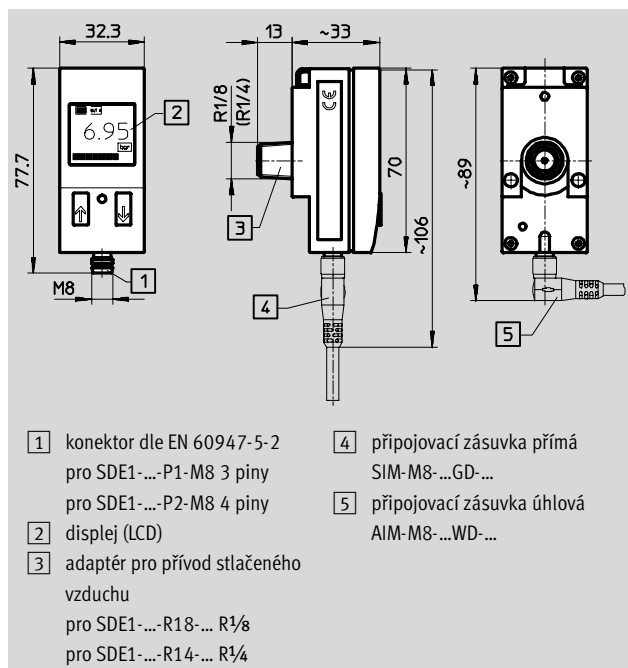 32.3
13
~33
2
6.95
bar
77.7
R1/8
(R1/4)
CE
70
~106
~89
3
1
M8
4
5
1 konektor dle EN 60947-5-2
pro SDE1-...-P1-M8 3 piny
pro SDE1-...-P2-M8 4 piny
2 displej (LCD)
3 adaptér pro přívod stlačeného
vzduchu
pro SDE1-...-R18-... R⅛
pro SDE1-...-R14-... R¼
4 připojovací zásuvka přímá
SIM-M8-...GD-...
5 připojovací zásuvka úhlová
AIM-M8-...WD-...